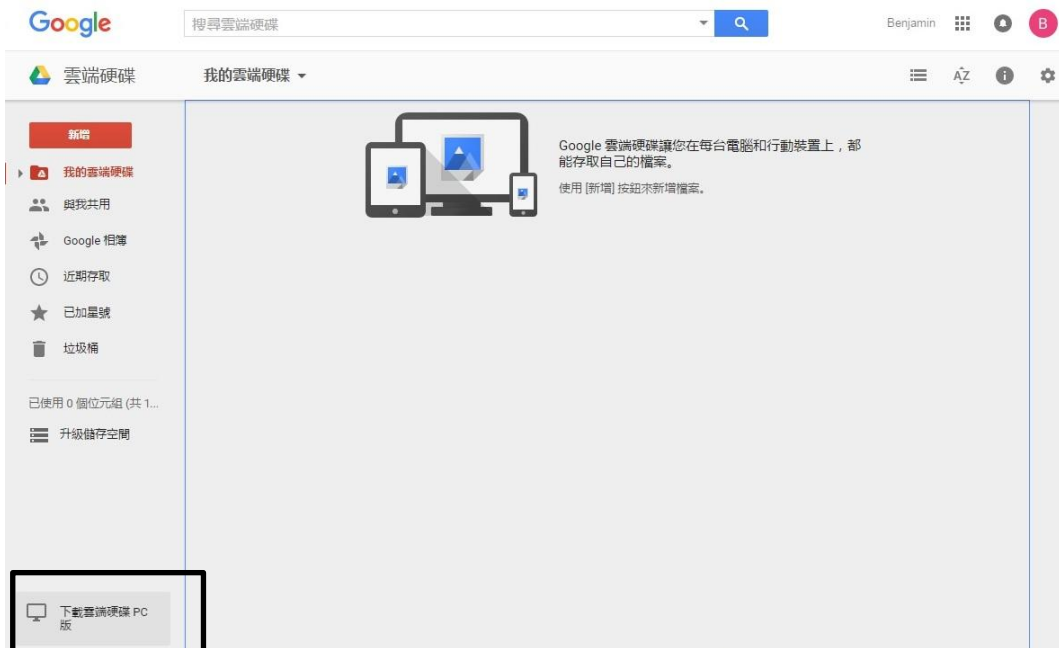 Google
搜尋雲端硬碟
Benjamin
B
雲端硬碟
我的雲端硬碟
AZ
新增
我的雲端硬碟
與我共用
Google 相簿
近期存取
已加星號
垃圾桶
已使用 0 個位元組 (共 1...
升級儲存空間
下載雲端硬碟 PC
版
Google 雲端硬碟讓您在每台電腦和行動裝置上，都
能存取自己的檔案。
使用 [新增] 按鈕來新增檔案。